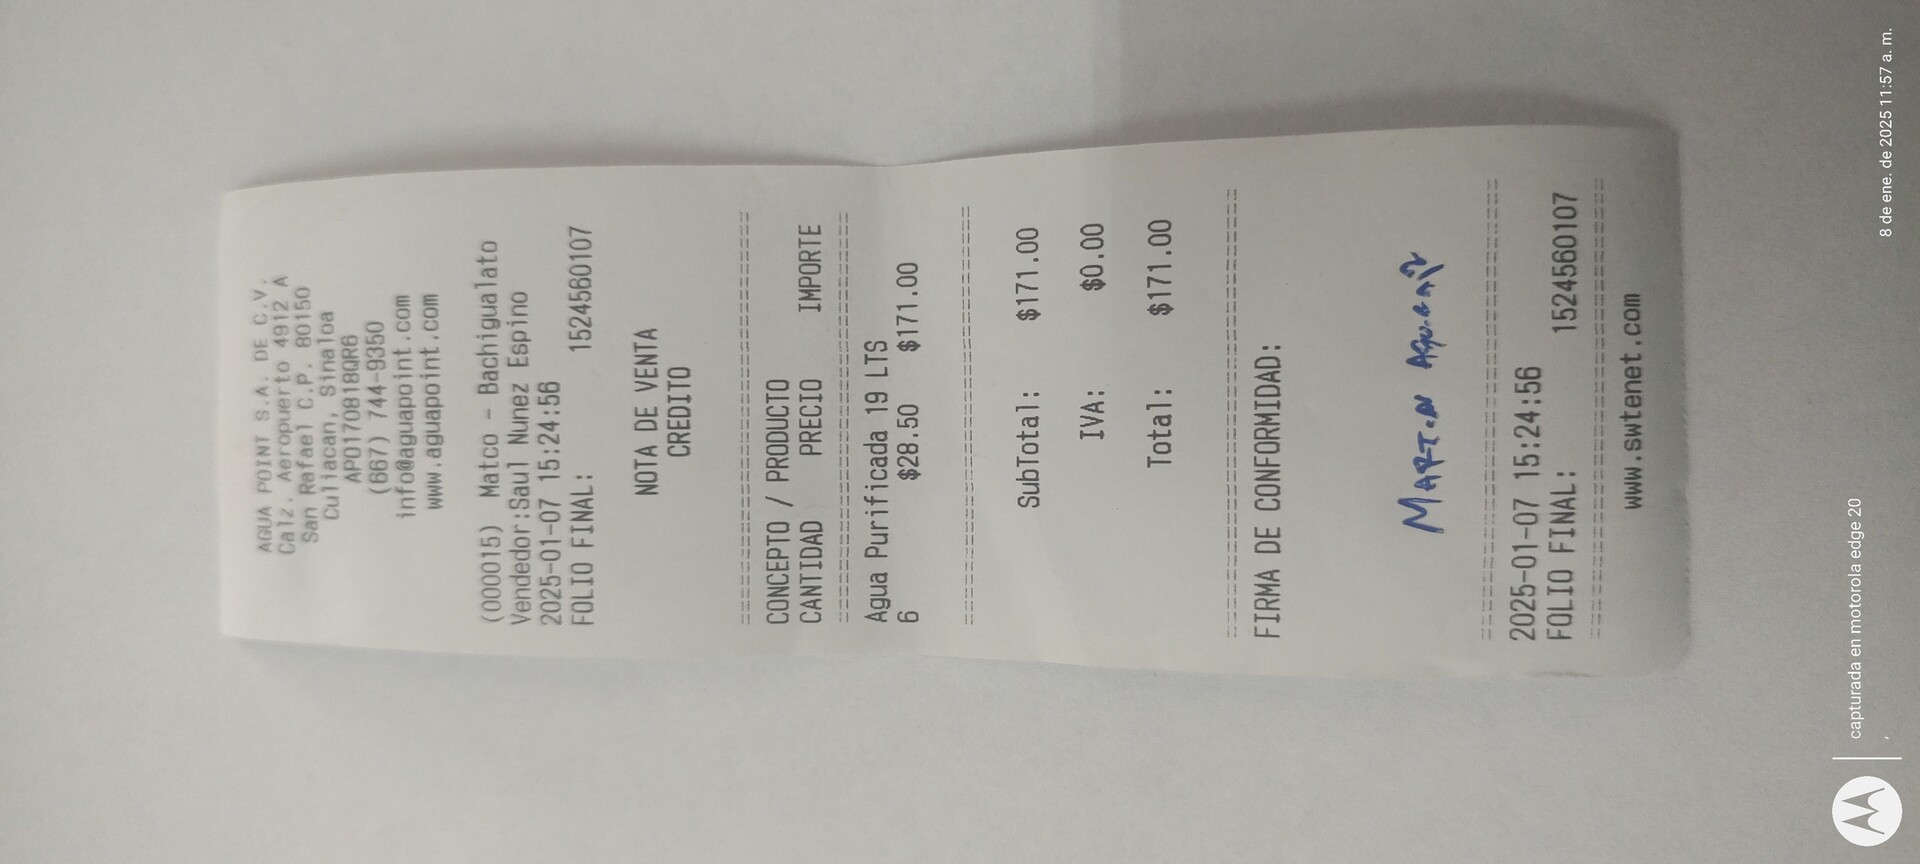 AGUA POINT S.A. DE C.V.
Calz. Aeropuerto 4912 A
San Rafael C.P. 80150
Culiacan, Sinaloa
APO170818QR6
(667) 744-9350
info@aguapoint.com
www.aguapoint.com
(000015) Matco - Bachigualato
Vendedor:Saul Nunez Espino
2025-01-07 15:24:56
FOLIO FINAL: 1524560107
NOTA DE VENTA
CREDITO
CONCEPTO / PRODUCTO
CANTIDAD PRECIO IMPORTE
Agua Purificada 19 LTS
6 $28.50 $171.00
SubTotal: $171.00
IVA: $0.00
Total: $171.00
FIRMA DE CONFORMIDAD:
MARTIN
2025-01-07 15:24:56
FOLIO FINAL: 1524560107
www.swtenet.com
capturada en motorola edge 20
8 de ene. de 2025 11:57 a. m.